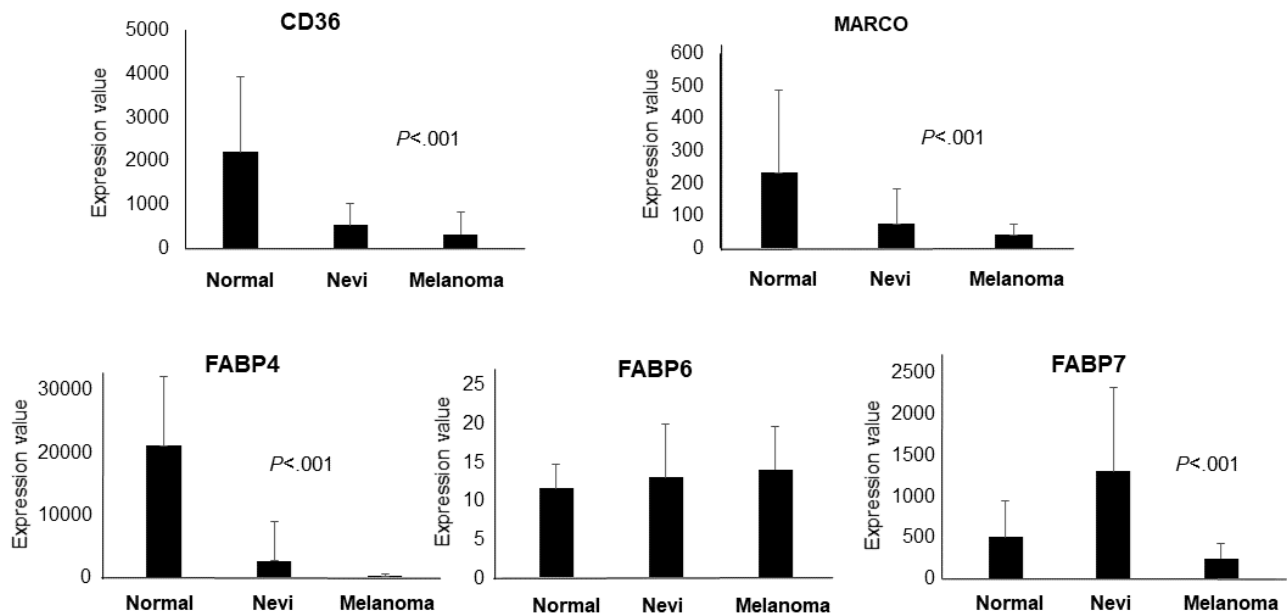 CD36
Expression value
5000
4000
3000
2000
1000
0
P<.001
Normal Nevi Melanoma
MARCO
Expression value
600
500
400
300
200
100
0
P<.001
Normal Nevi Melanoma
FABP4
Expression value
30000
20000
10000
0
P<.001
Normal Nevi Melanoma
FABP6
Expression value
25
20
15
10
5
0
Normal Nevi Melanoma
FABP7
Expression value
2500
2000
1500
1000
500
0
P<.001
Normal Nevi Melanoma